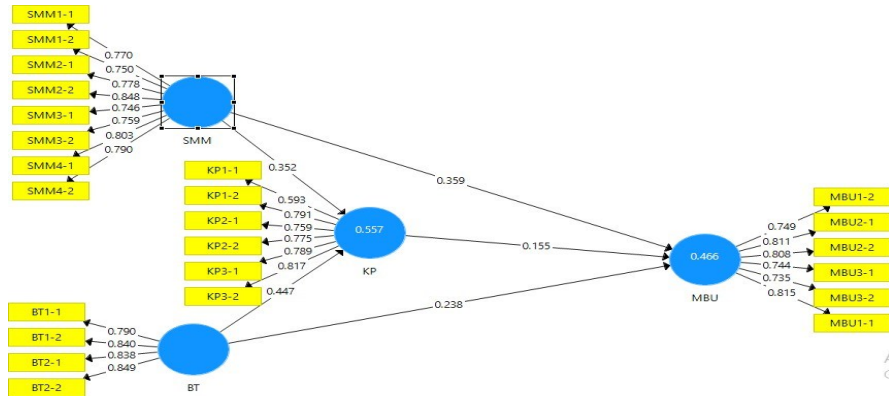 SMM1-1
SMM1-2
SMM2-1
SMM2-2
SMM3-1
SMM3-2
SMM4-1
SMM4-2
0.770
0.750
0.778
0.848
0.746
0.759
0.803
0.790
SMM
0.352
0.359
KP1-1
KP1-2
KP2-1
KP2-2
KP3-1
KP3-2
0.593
0.791
0.759
0.775
0.789
0.817
0.557
KP
0.155
0.447
0.238
BT1-1
BT1-2
BT2-1
BT2-2
0.790
0.840
0.838
0.849
BT
0.466
MBU
0.749
0.811
0.808
0.744
0.735
0.815
MBU1-2
MBU2-1
MBU2-2
MBU3-1
MBU3-2
MBU1-1